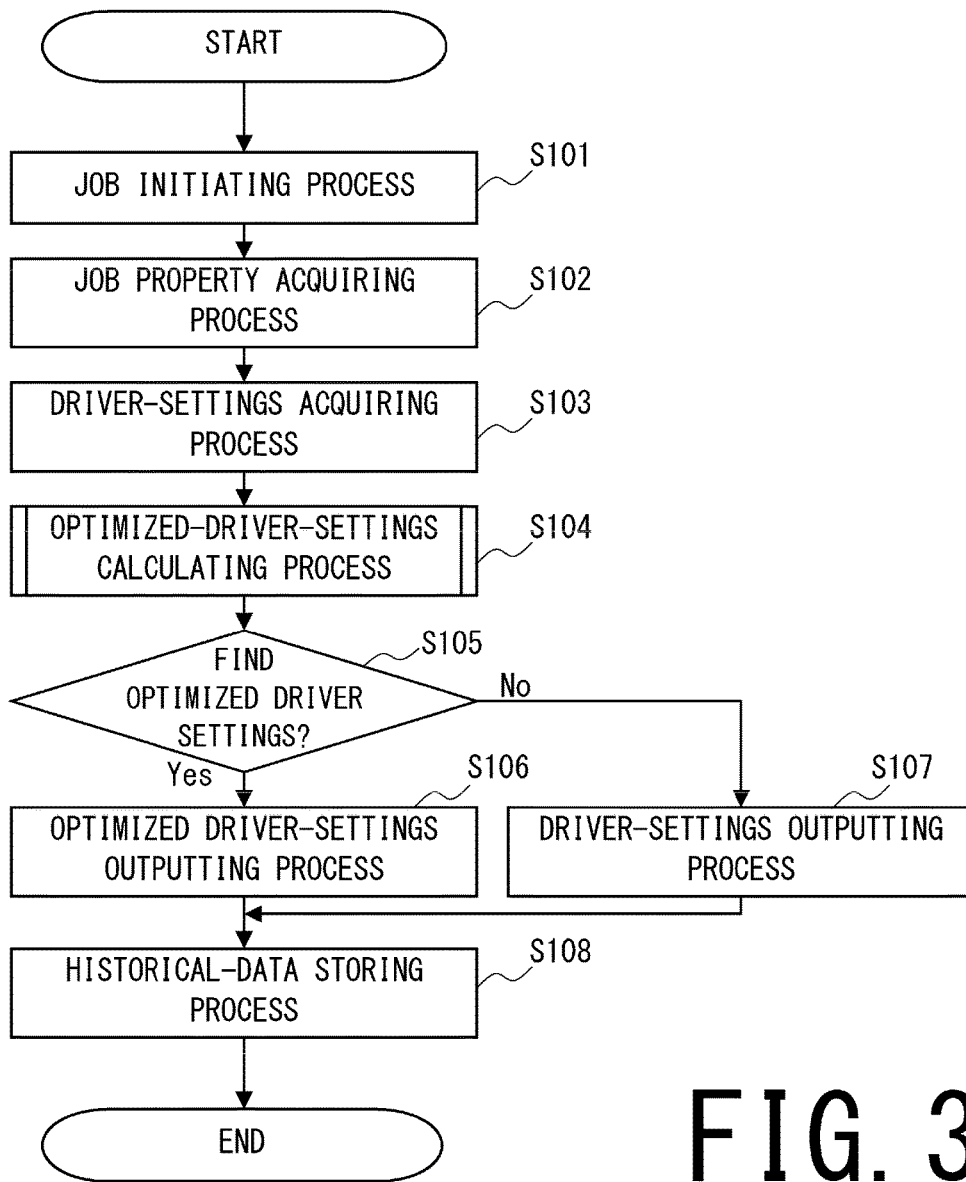 START
S101
JOB INITIATING PROCESS
S102
JOB PROPERTY ACQUIRING
PROCESS
S103
DRIVER-SETTINGS ACQUIRING
PROCESS
S104
OPTIMIZED-DRIVER-SETTINGS
CALCULATING PROCESS
S105
FIND
OPTIMIZED DRIVER
SETTINGS?
No
Yes
S106
OPTIMIZED DRIVER-SETTINGS
OUTPUTTING PROCESS
S107
DRIVER-SETTINGS OUTPUTTING
PROCESS
S108
HISTORICAL-DATA STORING
PROCESS
END
FIG. 3